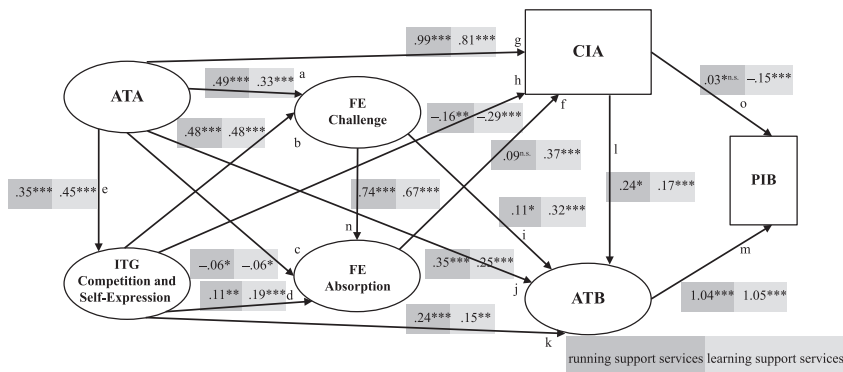 .99*** .81*** g
CIA
a
.49*** .33***
h
.03*n.s. –.15***
ATA
FE
Challenge
f
o
–.16** –.29***
.48*** .48***
b
.09n.s. .37***
l
PIB
e
.35*** .45***
.74*** .67***
.24* .17***
n
.11* .32***
i
c
m
ITG
Competition and
Self-Expression
–.06* –.06*
FE
Absorption
.35*** .25***
j
ATB
.11** .19*** d
1.04*** 1.05***
.24*** .15**
k
running support services learning support services